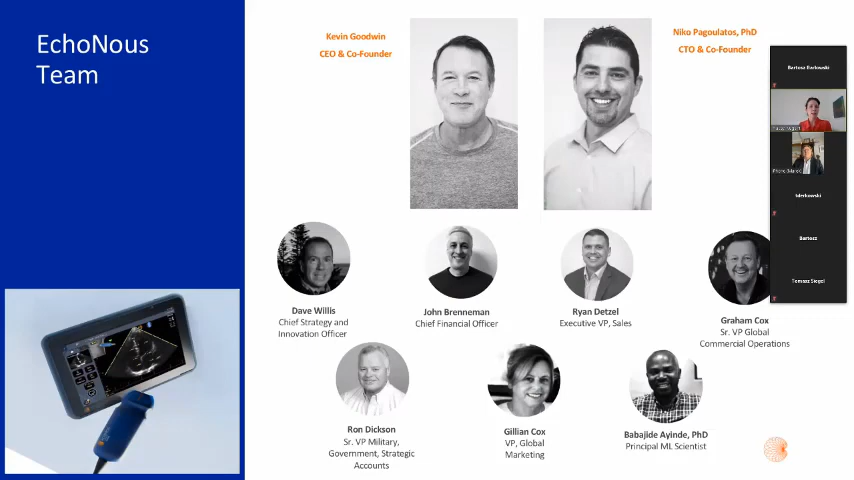 EchoNous
Team
Kevin Goodwin
CEO & Co-Founder
Niko Pagoulatos, PhD
CTO & Co-Founder
Dave Willis
Chief Strategy and
Innovation Officer
John Brenneman
Chief Financial Officer
Ryan Detzel
Executive VP, Sales
Graham Cox
Sr. VP Global
Commercial Operations
Ron Dickson
Sr. VP Military,
Government, Strategic
Accounts
Gillian Cox
VP, Global
Marketing
Babajide Ayinde, PhD
Principal ML Scientist
Bartosz
Tomasz Siegel